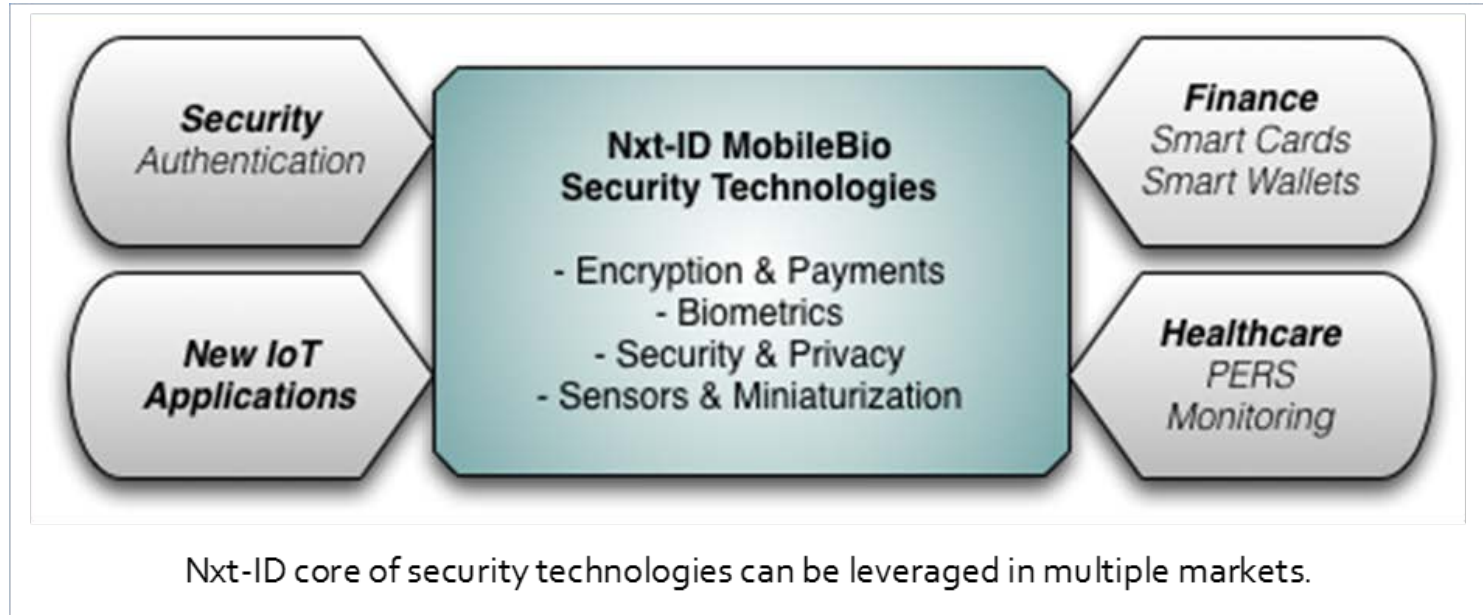 Security
Authentication
New IoT
Applications
Nxt-ID MobileBio
Security Technologies
- Encryption & Payments
- Biometrics
- Security & Privacy
- Sensors & Miniaturization
Finance
Smart Cards
Smart Wallets
Healthcare
PERS
Monitoring
Nxt-ID core of security technologies can be leveraged in multiple markets.